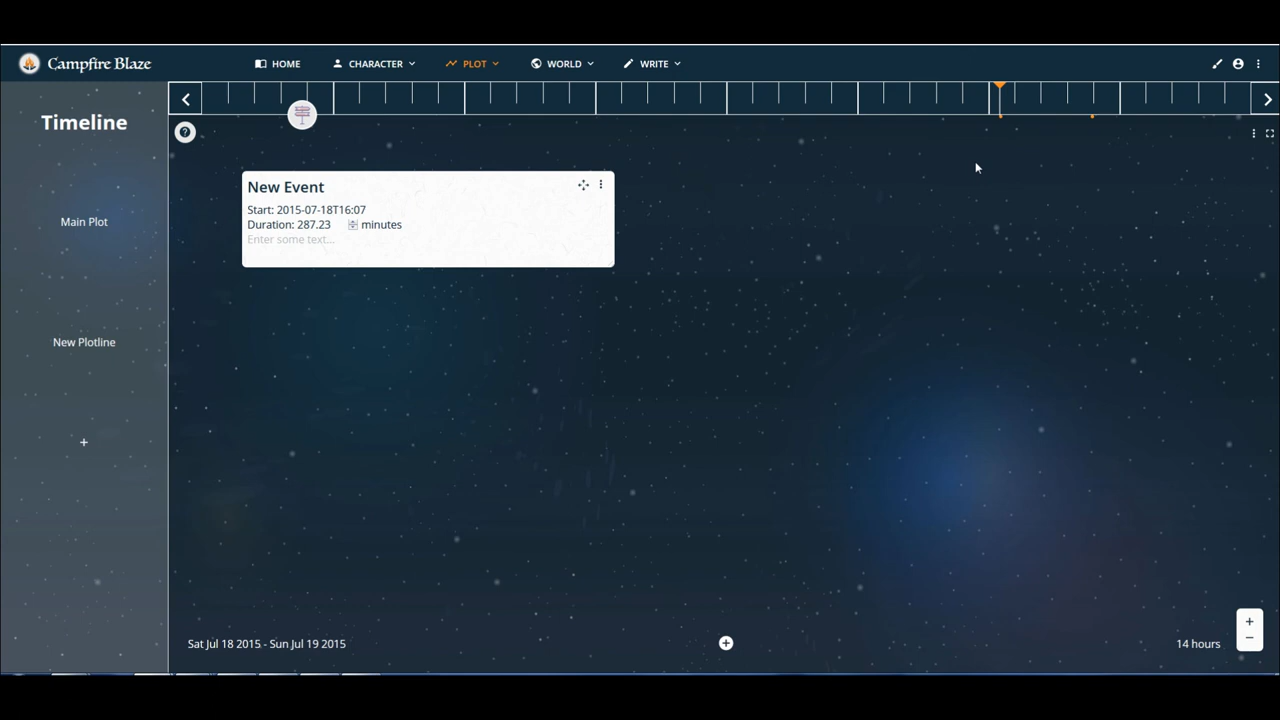 Campfire Blaze
HOME
CHARACTER
PLOT
WORLD
WRITE
Timeline
Main Plot
New Plotline
+
?
New Event
Start: 2015-07-18T16:07
Duration: 287.23 minutes
Enter some text...
Sat Jul 18 2015 - Sun Jul 19 2015
14 hours
+
−